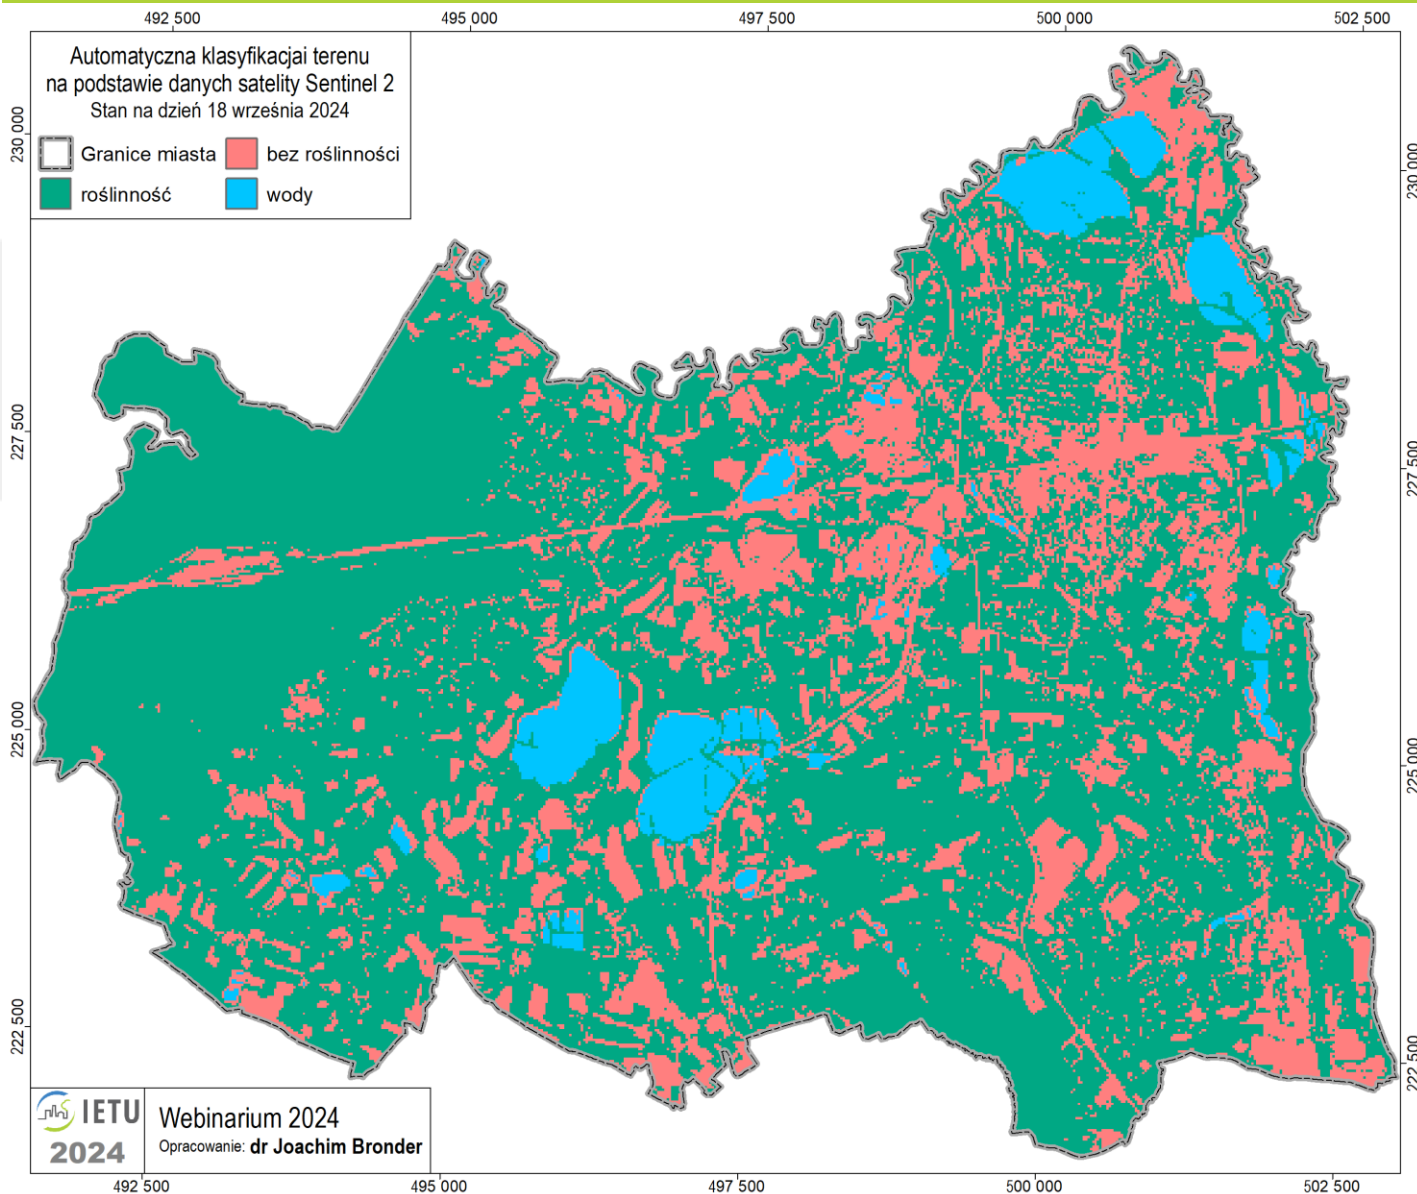 492 500 495 000 497 500 500 000 502 500
Automatyczna klasyfikacjai terenu
na podstawie danych satelity Sentinel 2
Stan na dzień 18 września 2024
Granice miasta bez roślinności
roślinność wody
230 000
227 500
225 000
222 500
230 000
227 500
225 000
222 500
IETU
2024
Webinarium 2024
Opracowanie: dr Joachim Bronder
492 500 495 000 497 500 500 000 502 500